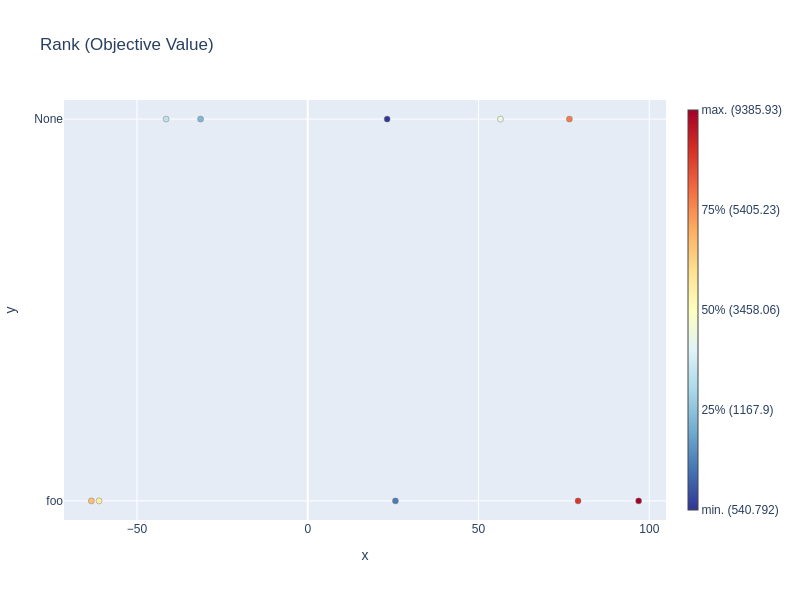 Rank (Objective Value)
None
foo
y
−50
0
50
100
x
max. (9385.93)
75% (5405.23)
50% (3458.06)
25% (1167.9)
min. (540.792)